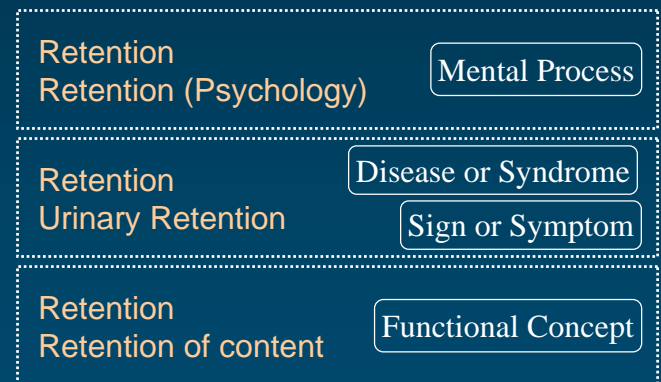 Retention
Retention (Psychology)
Mental Process
Retention
Urinary Retention
Disease or Syndrome
Sign or Symptom
Retention
Retention of content
Functional Concept